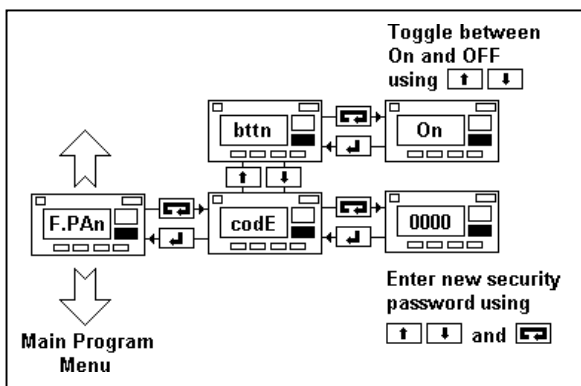 Toggle between
On and OFF
using
bttn
On
F.PAn
codE
0000
Enter new security
password using
and
Main Program
Menu